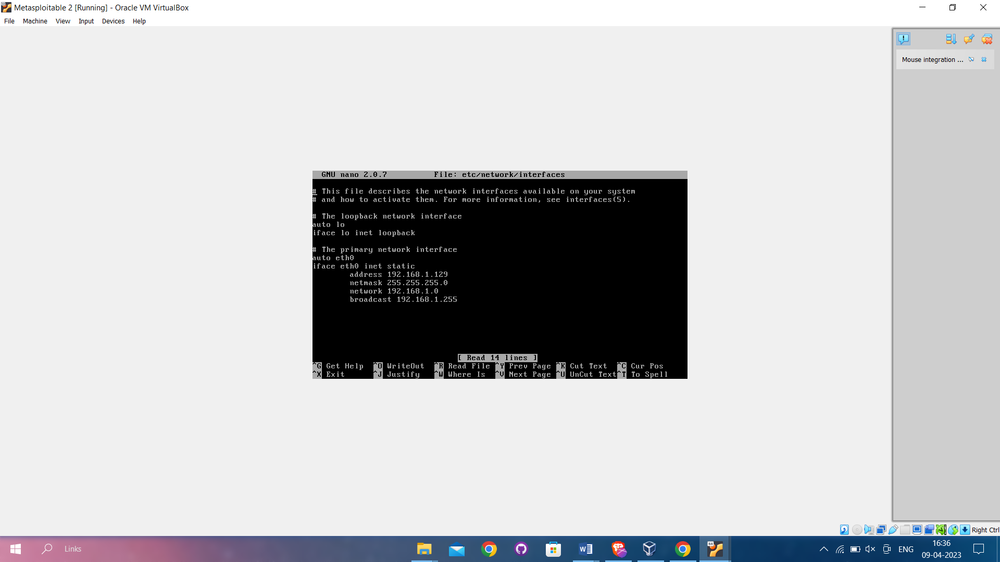 Metasploitable 2 [Running] - Oracle VM VirtualBox
File Machine View Input Devices Help
Mouse integration ...
GNU nano 2.0.7 File: etc/network/interfaces
# This file describes the network interfaces available on your system
# and how to activate them. For more information, see interfaces(5).
# The loopback network interface
auto lo
iface lo inet loopback
# The primary network interface
auto eth0
iface eth0 inet static
address 192.168.1.129
netmask 255.255.255.0
network 192.168.1.0
broadcast 192.168.1.255
[ Read 14 lines ]
^G Get Help ^O WriteOut ^R Read File ^Y Prev Page ^K Cut Text ^C Cur Pos
^X Exit ^J Justify ^W Where Is ^V Next Page ^U UnCut Text ^T To Spell
Right Ctrl
Links
ENG
16:36
09-04-2023